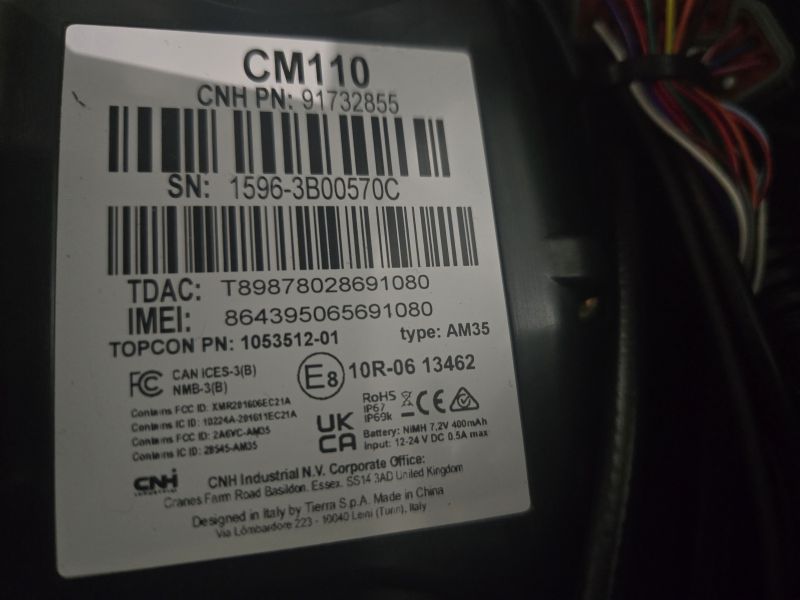 CM110
CNH PN: 91732855
SN: 1596-3B00570C
TDAC: T89878028691080
IMEI: 864395065691080
TOPCON PN: 1053512-01 type: AM35
FC CAN ICES-3(B)
NMB-3(B)
E8 10R-06 13462
Contains FCC ID: XMR201606EC21A
Contains IC ID: 10224A-201611EC21A
Contains FCC ID: 2A6VC-AM35
Contains IC ID: 28545-AM35
UK
CA
RoHS
IP67
IP69k
CE
Battery: NiMH 7,2V 400mAh
Input: 12-24 V DC 0.5A max
CNH
INDUSTRIAL
CNH Industrial N.V. Corporate Office:
Cranes Farm Road Basildon. Essex. SS14 3AD United Kingdom
Designed in Italy by Tierra S.p.A. Made in China
Via Lombardore 223 - 10040 Leini (Turin), Italy